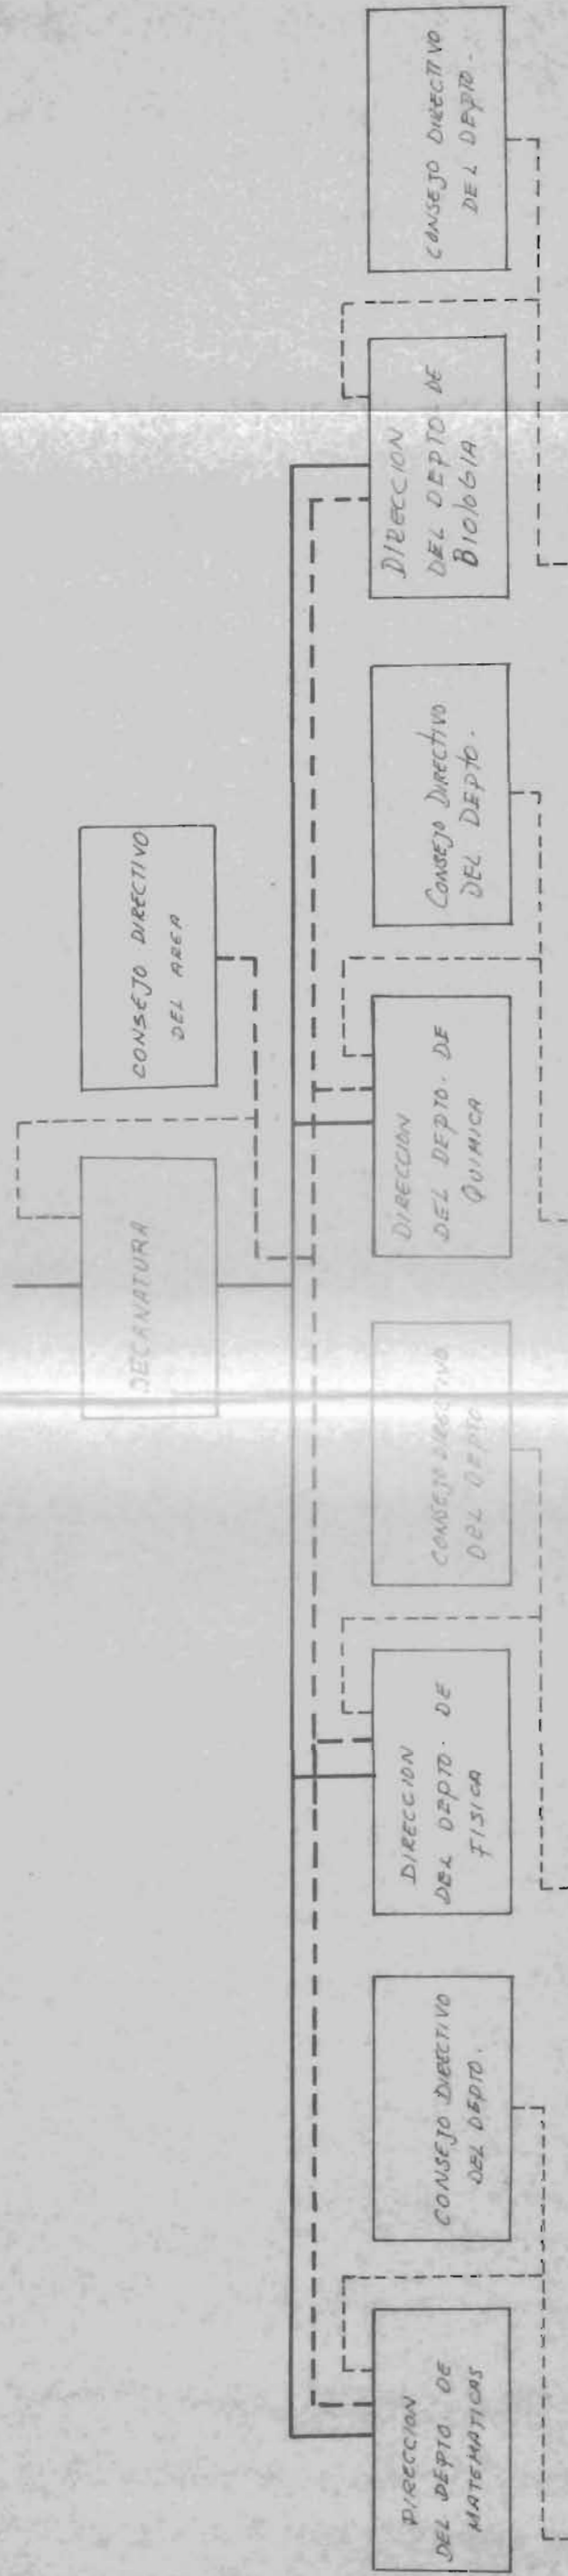 DECANATURA
CONSEJO DIRECTIVO
DEL AREA
DIRECCION
DEL DEPTO. DE
MATEMATICAS
CONSEJO DIRECTIVO
DEL DEPTO.
DIRECCION
DEL DEPTO. DE
FISICA
CONSEJO DIRECTIVO
DEL DEPTO
DIRECCION
DEL DEPTO. DE
QUIMICA
CONSEJO DIRECTIVO
DEL DEPTO.
DIRECCION
DEL DEPTO. DE
BIOLOGIA
CONSEJO DIRECTIVO
DEL DEPTO.